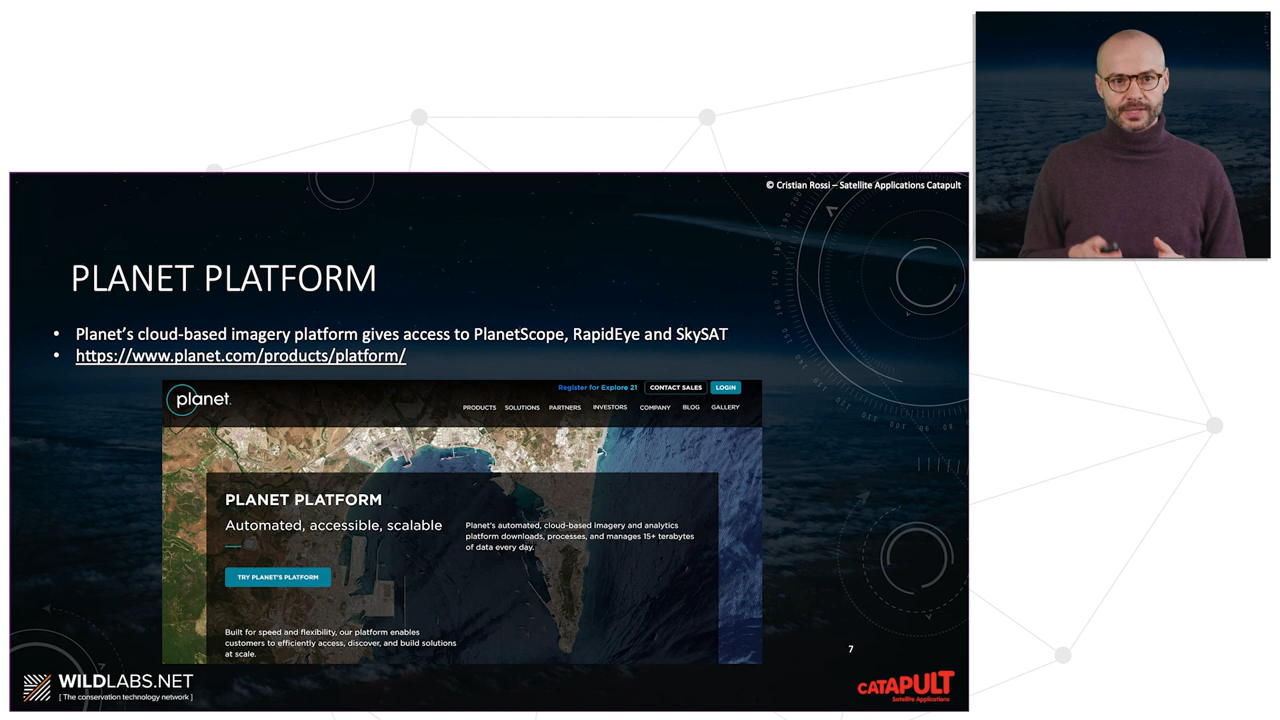 © Cristian Rossi – Satellite Applications Catapult
PLANET PLATFORM
• Planet's cloud-based imagery platform gives access to PlanetScope, RapidEye and SkySAT
• https://www.planet.com/products/platform/
planet.
Register for Explore 21
CONTACT SALES
LOGIN
PRODUCTS SOLUTIONS PARTNERS INVESTORS COMPANY BLOG GALLERY
PLANET PLATFORM
Automated, accessible, scalable
Planet's automated, cloud-based imagery and analytics
platform downloads, processes, and manages 15+ terabytes
of data every day.
TRY PLANET'S PLATFORM
Built for speed and flexibility, our platform enables
customers to efficiently access, discover, and build solutions
at scale.
7
WILDLABS.NET
[ The conservation technology network ]
CATAPULT
Satellite Applications